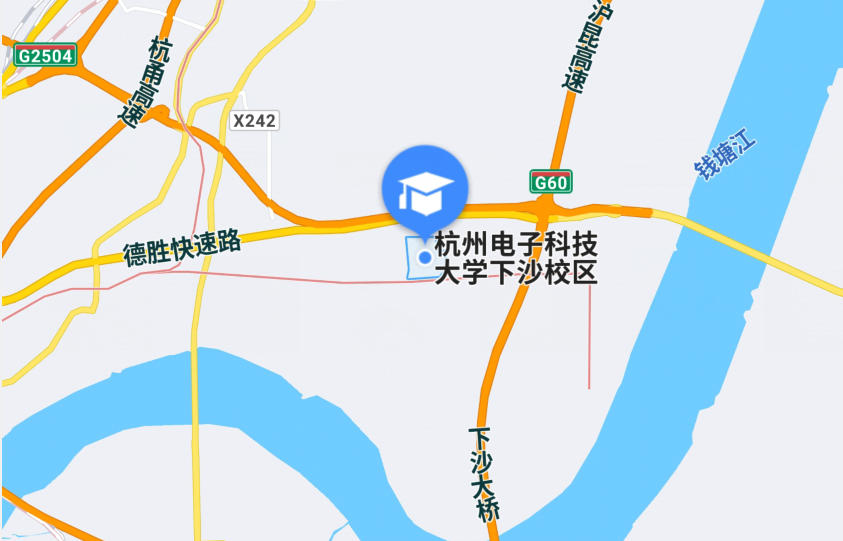 沪昆高速
G2504
杭甬高速
X242
钱塘江
G60
德胜快速路
杭州电子科技
大学下沙校区
下沙大桥